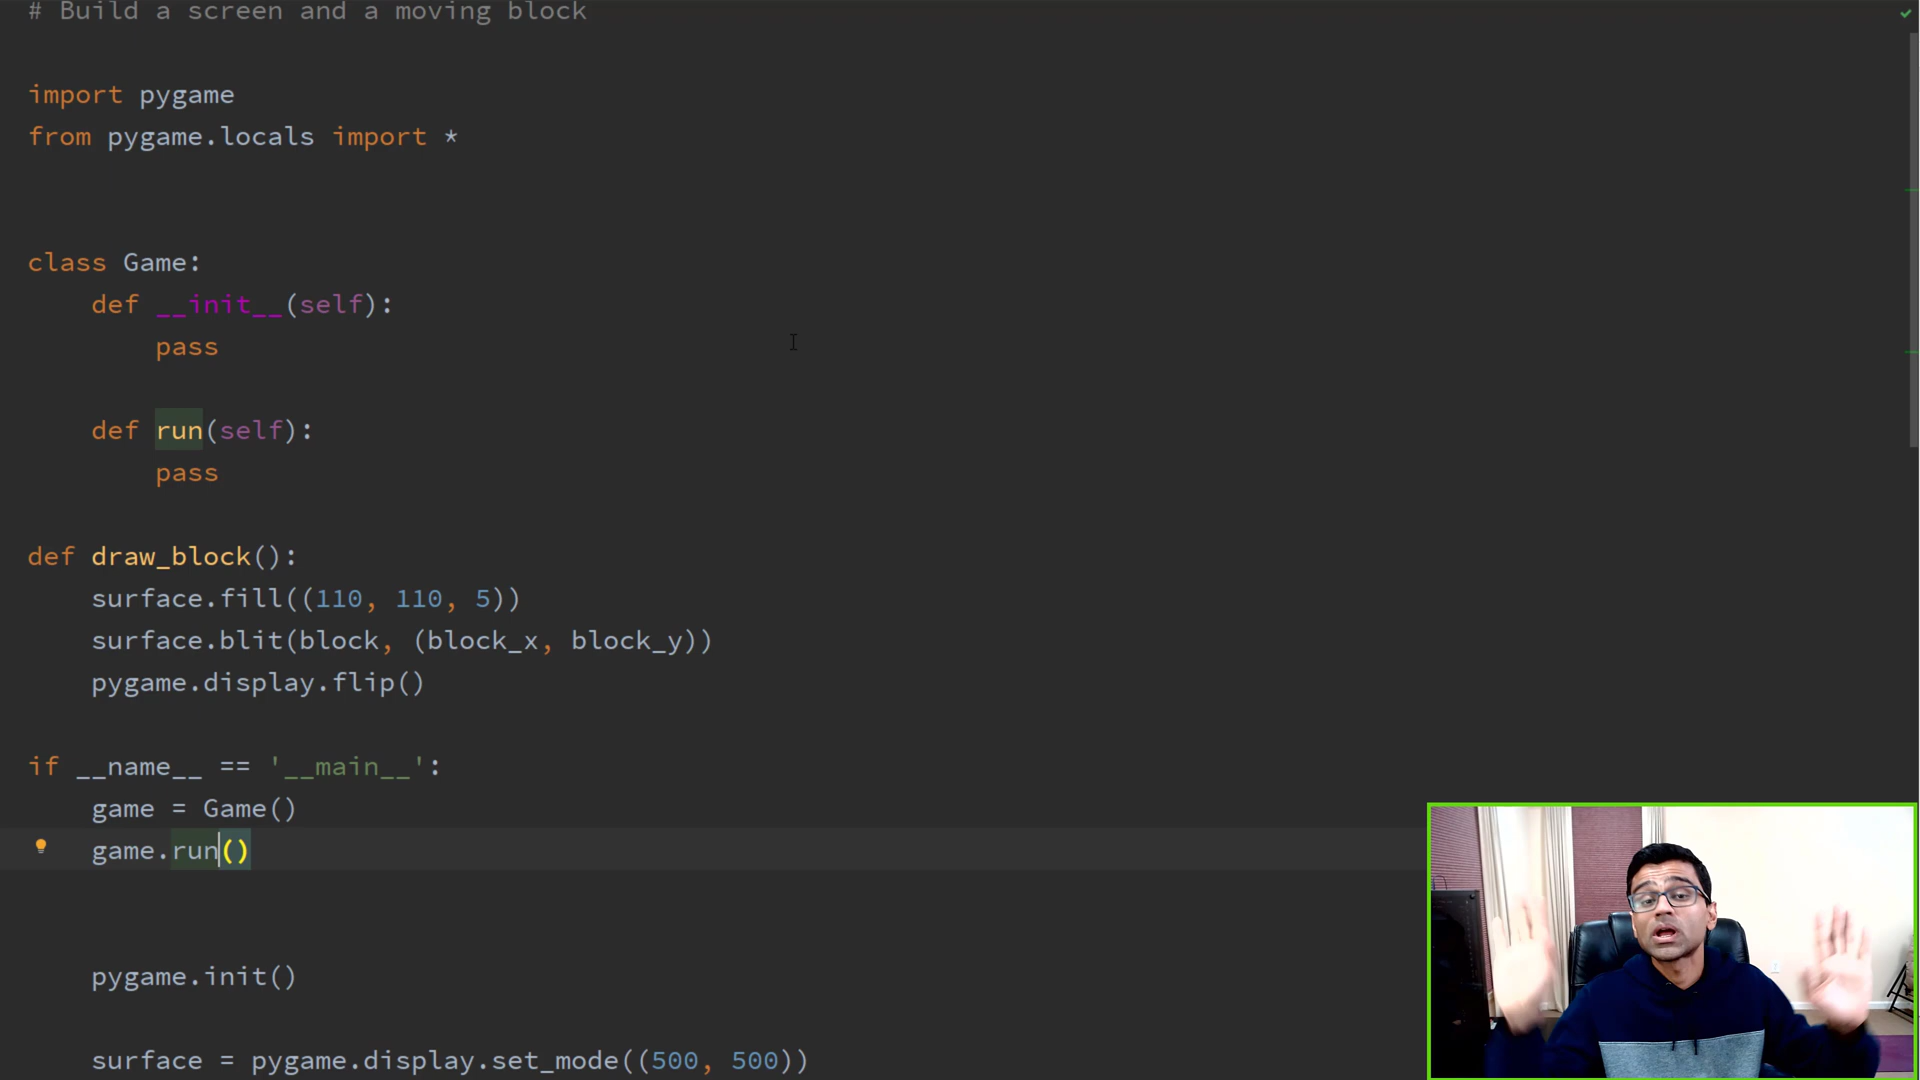 # Build a screen and a moving block
import pygame
from pygame.locals import *
class Game:
def __init__(self):
pass
def run(self):
pass
def draw_block():
surface.fill((110, 110, 5))
surface.blit(block, (block_x, block_y))
pygame.display.flip()
if __name__ == '__main__':
game = Game()
game.run()
pygame.init()
surface = pygame.display.set_mode((500, 500))